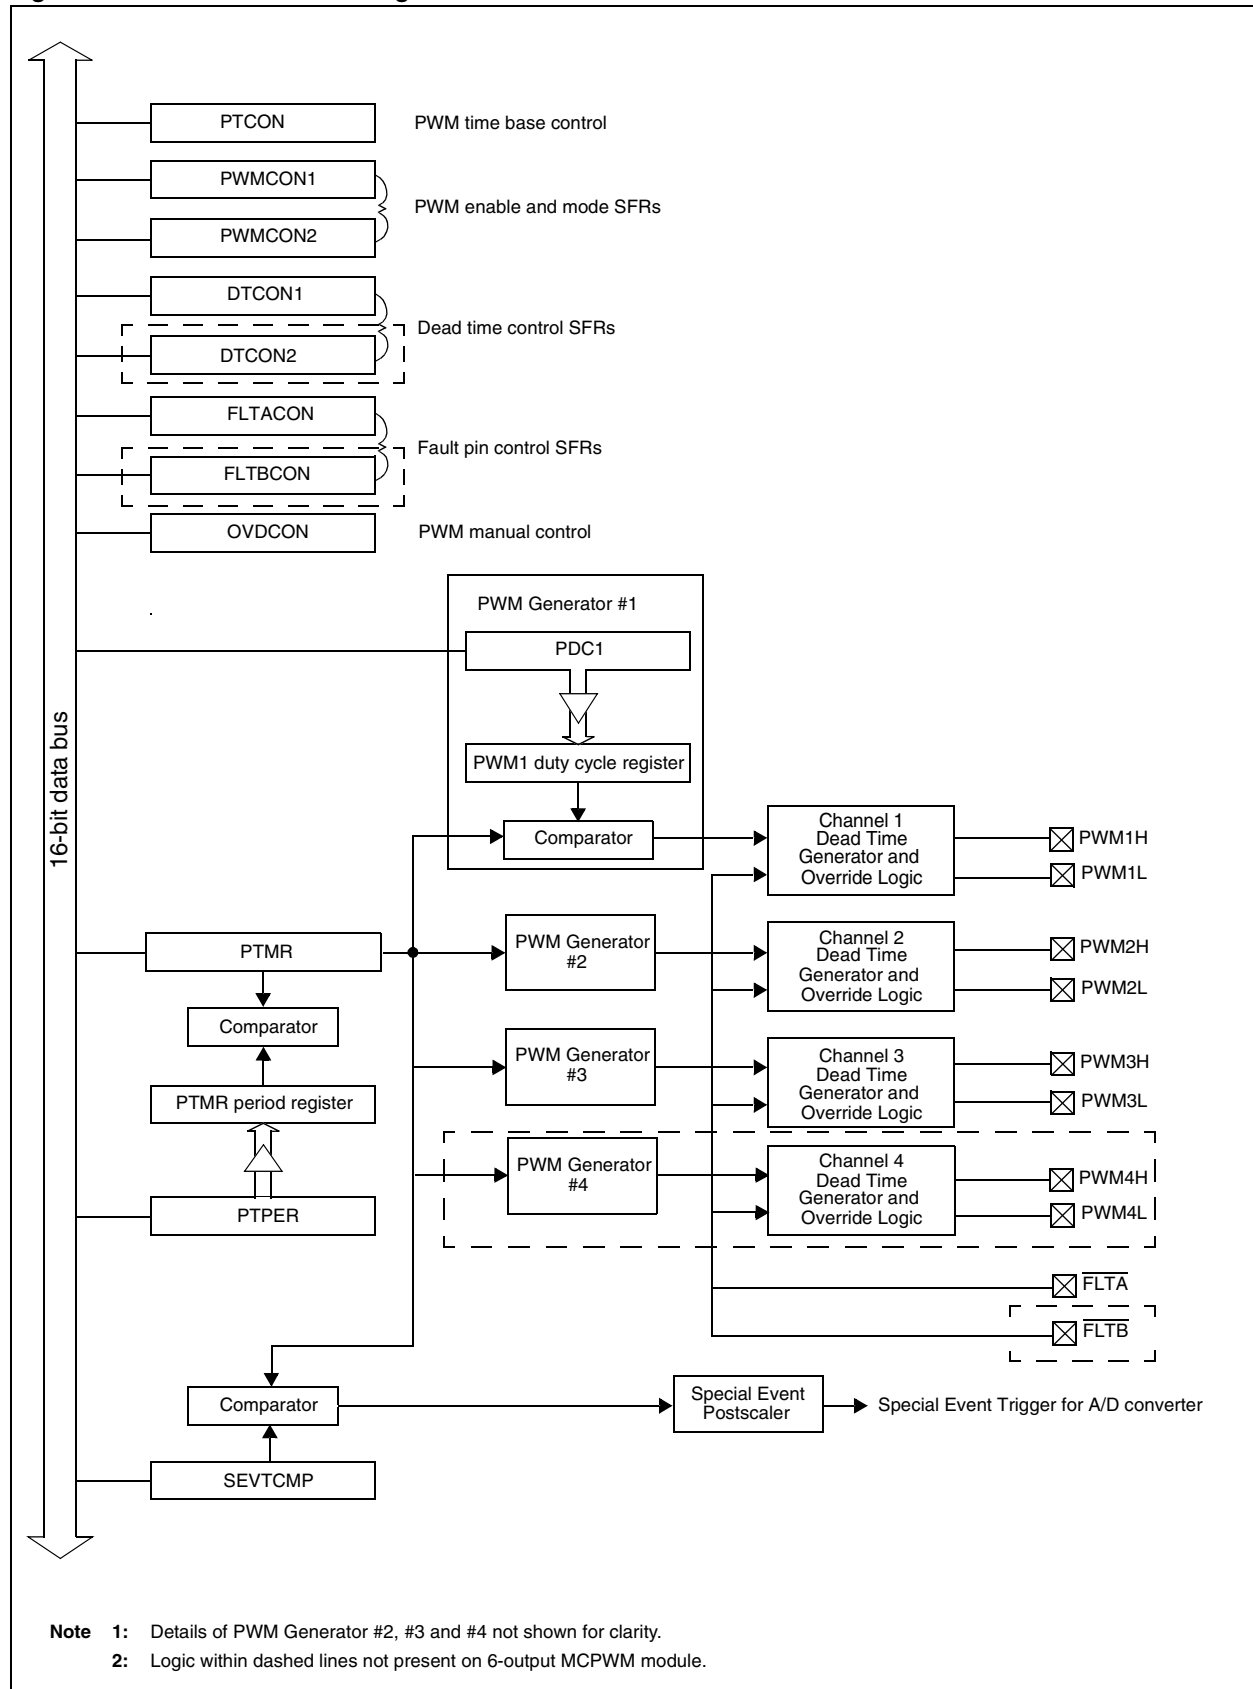 PTCON PWM time base control
PWMCON1
PWM enable and mode SFRs
PWMCON2
DTCON1
Dead time control SFRs
DTCON2
FLTACON
Fault pin control SFRs
FLTBCON
OVDCON PWM manual control
PWM Generator #1
PDC1
16-bit data bus
PWM1 duty cycle register
Comparator
Channel 1
Dead Time
Generator and
Override Logic
PWM1H
PWM1L
PTMR
PWM Generator
#2
Channel 2
Dead Time
Generator and
Override Logic
PWM2H
PWM2L
Comparator
PWM Generator
#3
Channel 3
Dead Time
Generator and
Override Logic
PWM3H
PWM3L
PTMR period register
PWM Generator
#4
Channel 4
Dead Time
Generator and
Override Logic
PWM4H
PWM4L
PTPER
FLTA
FLTB
Comparator
Special Event
Postscaler
Special Event Trigger for A/D converter
SEVTCMP
Note 1: Details of PWM Generator #2, #3 and #4 not shown for clarity.
2: Logic within dashed lines not present on 6-output MCPWM module.